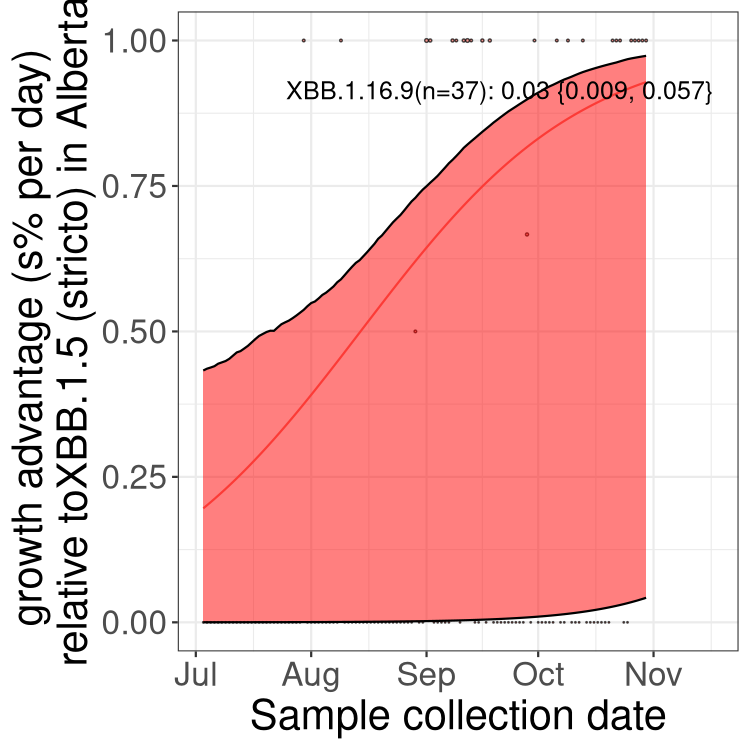 growth advantage (s% per day)
relative toXBB.1.5 (stricto) in Alberta
1.00
0.75
0.50
0.25
0.00
XBB.1.16.9(n=37): 0.03 {0.009, 0.057}
Jul Aug Sep Oct Nov
Sample collection date